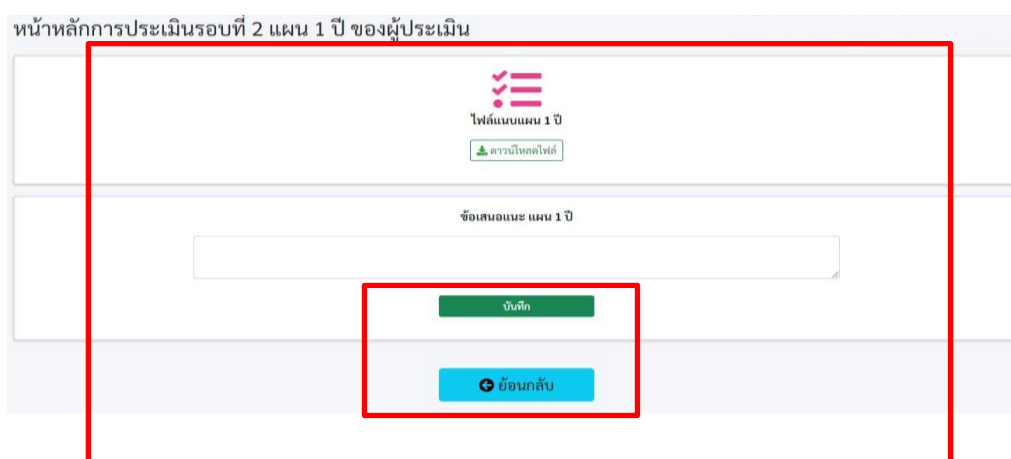 หน้าหลักการประเมินรอบที่ 2 แผน 1 ปี ของผู้ประเมิน
ไฟล์แนบแผน 1 ปี
ดาวน์โหลดไฟล์
ข้อเสนอแนะ แผน 1 ปี
บันทึก
ย้อนกลับ